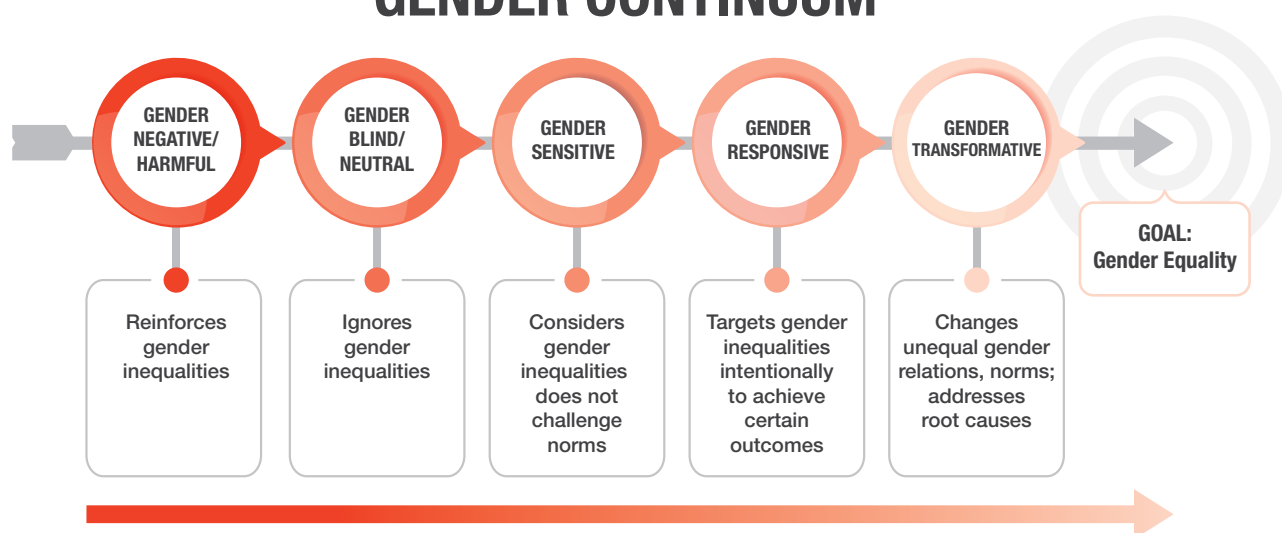 GENDER CONTINUUM
GENDER
NEGATIVE/
HARMFUL
GENDER
BLIND/
NEUTRAL
GENDER
SENSITIVE
GENDER
RESPONSIVE
GENDER
TRANSFORMATIVE
GOAL:
Gender Equality
Reinforces
gender
inequalities
Ignores
gender
inequalities
Considers
gender
inequalities
does not
challenge
norms
Targets gender
inequalities
intentionally
to achieve
certain
outcomes
Changes
unequal gender
relations, norms;
addresses
root causes